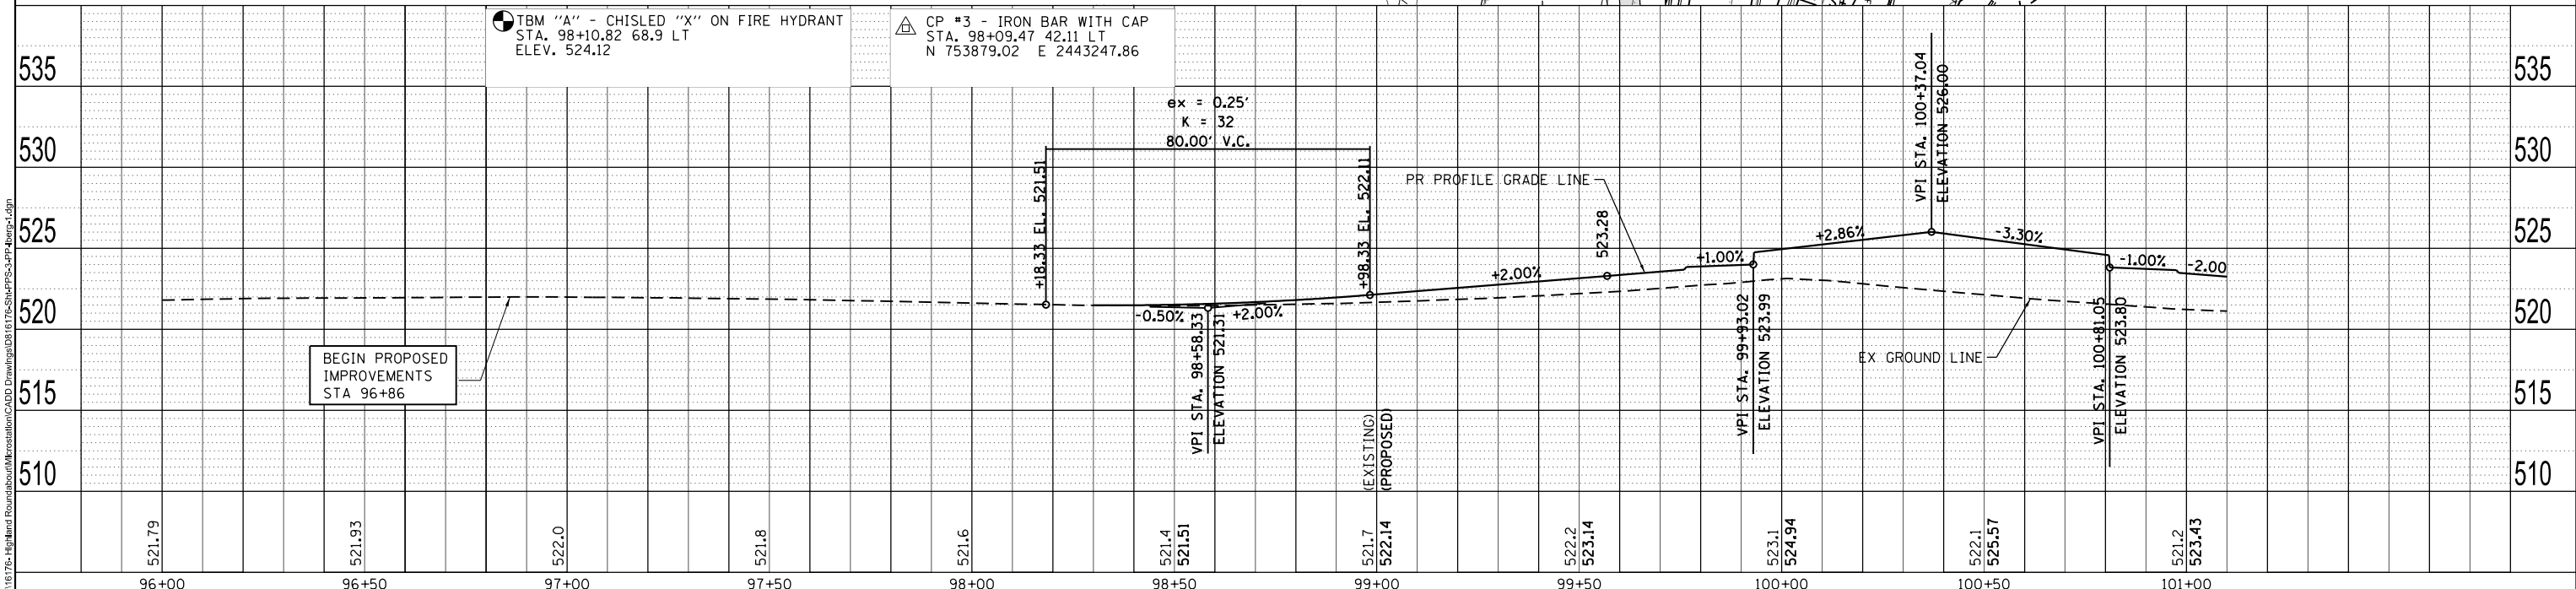 TBM "A" - CHISLED "X" ON FIRE HYDRANT
STA. 98+10.82 68.9 LT
ELEV. 524.12
CP #3 - IRON BAR WITH CAP
STA. 98+09.47 42.11 LT
N 753879.02 E 2443247.86
535
530
525
520
515
510
535
530
525
520
515
510
ex = 0.25'
K = 32
80.00' V.C.
+18.33 EL. 521.51
+98.33 EL. 522.11
PR PROFILE GRADE LINE
523.28
VPI STA. 100+37.04
ELEVATION 526.00
+2.00%
+1.00%
+2.86%
-3.30%
-1.00%
-2.00
-0.50%
+2.00%
VPI STA. 98+58.33
ELEVATION 521.31
VPI STA. 99+93.02
ELEVATION 523.99
EX GROUND LINE
VPI STA. 100+81.05
ELEVATION 523.80
BEGIN PROPOSED
IMPROVEMENTS
STA 96+86
(EXISTING)
(PROPOSED)
521.79
521.93
522.0
521.8
521.6
521.4
521.51
521.7
522.14
522.2
523.14
523.1
524.94
522.1
525.57
521.2
523.43
96+00
96+50
97+00
97+50
98+00
98+50
99+00
99+50
100+00
100+50
101+00